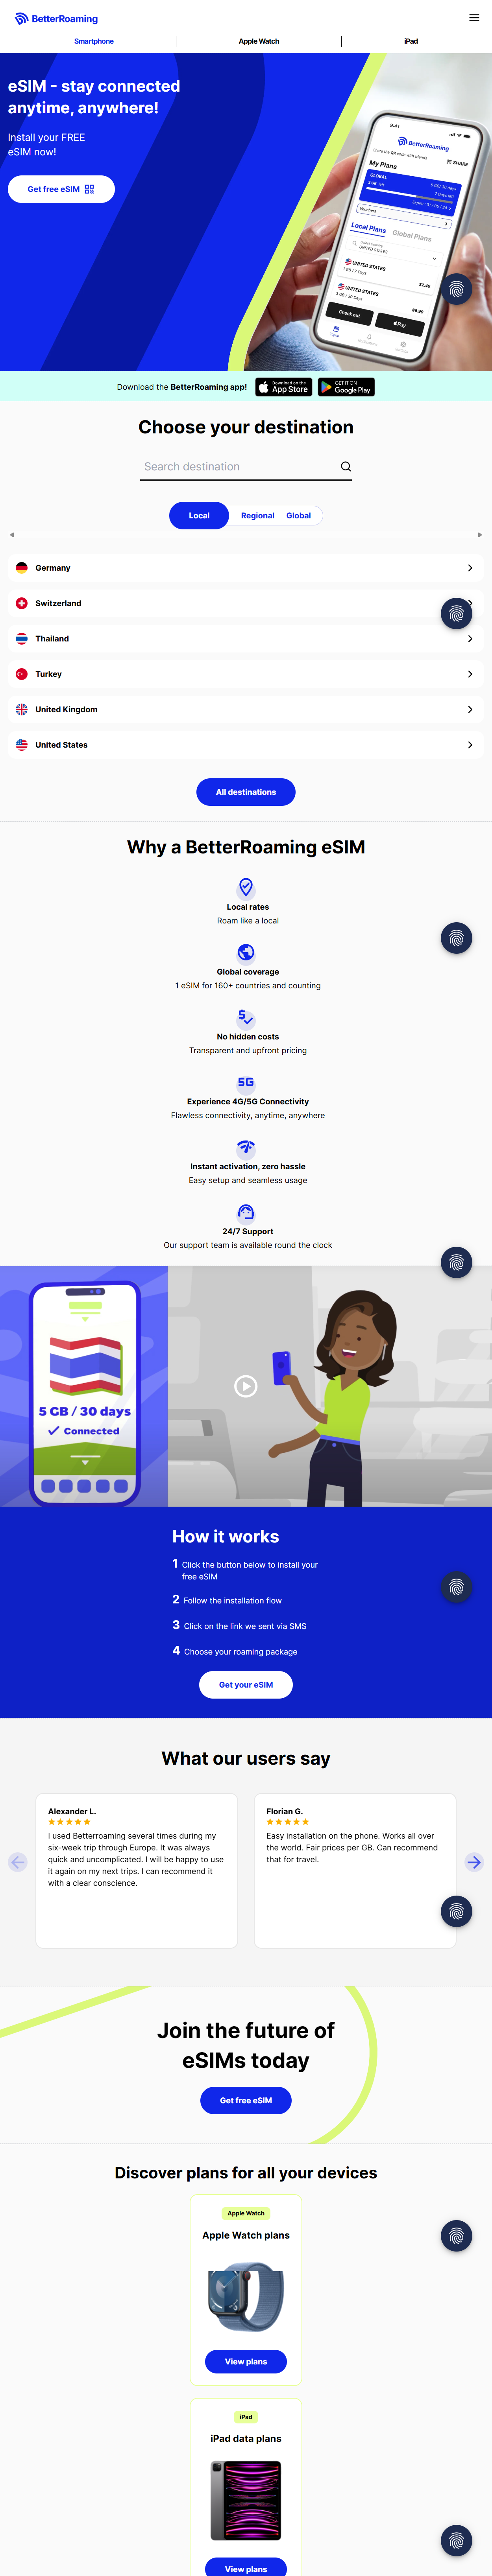 BetterRoaming
Smartphone
Apple Watch
iPad
eSIM - stay connected
anytime, anywhere!
Install your FREE
eSIM now!
Get free eSIM
9:41
BetterRoaming
Share the QR code with friends
SHARE
My Plans
GLOBAL
5 GB/ 30 days
2 GB left
7 Days left
Expire : 31 / 05 / 24
Vouchers
Local Plans
Global Plans
Select Country
UNITED STATES
UNITED STATES
1 GB / 7 Days
$2.49
UNITED STATES
3 GB / 30 Days
Check out
Pay
Download the BetterRoaming app!
Download on the
App Store
GET IT ON
Google Play
Choose your destination
Search destination
Local
Regional
Global
Germany
Switzerland
Thailand
Turkey
United Kingdom
United States
All destinations
Why a BetterRoaming eSIM
Local rates
Roam like a local
Global coverage
1 eSIM for 160+ countries and counting
No hidden costs
Transparent and upfront pricing
5G
Experience 4G/5G Connectivity
Flawless connectivity, anytime, anywhere
Instant activation, zero hassle
Easy setup and seamless usage
24/7 Support
Our support team is available round the clock
5 GB / 30 days
Connected
How it works
1 Click the button below to install your
free eSIM
2 Follow the installation flow
3 Click on the link we sent via SMS
4 Choose your roaming package
Get your eSIM
What our users say
Alexander L.
I used Betterroaming several times during my
six-week trip through Europe. It was always
quick and uncomplicated. I will be happy to use
it again on my next trips. I can recommend it
with a clear conscience.
Florian G.
Easy installation on the phone. Works all over
the world. Fair prices per GB. Can recommend
that for travel.
Join the future of
eSIMs today
Get free eSIM
Discover plans for all your devices
Apple Watch
Apple Watch plans
View plans
iPad
iPad data plans
View plans